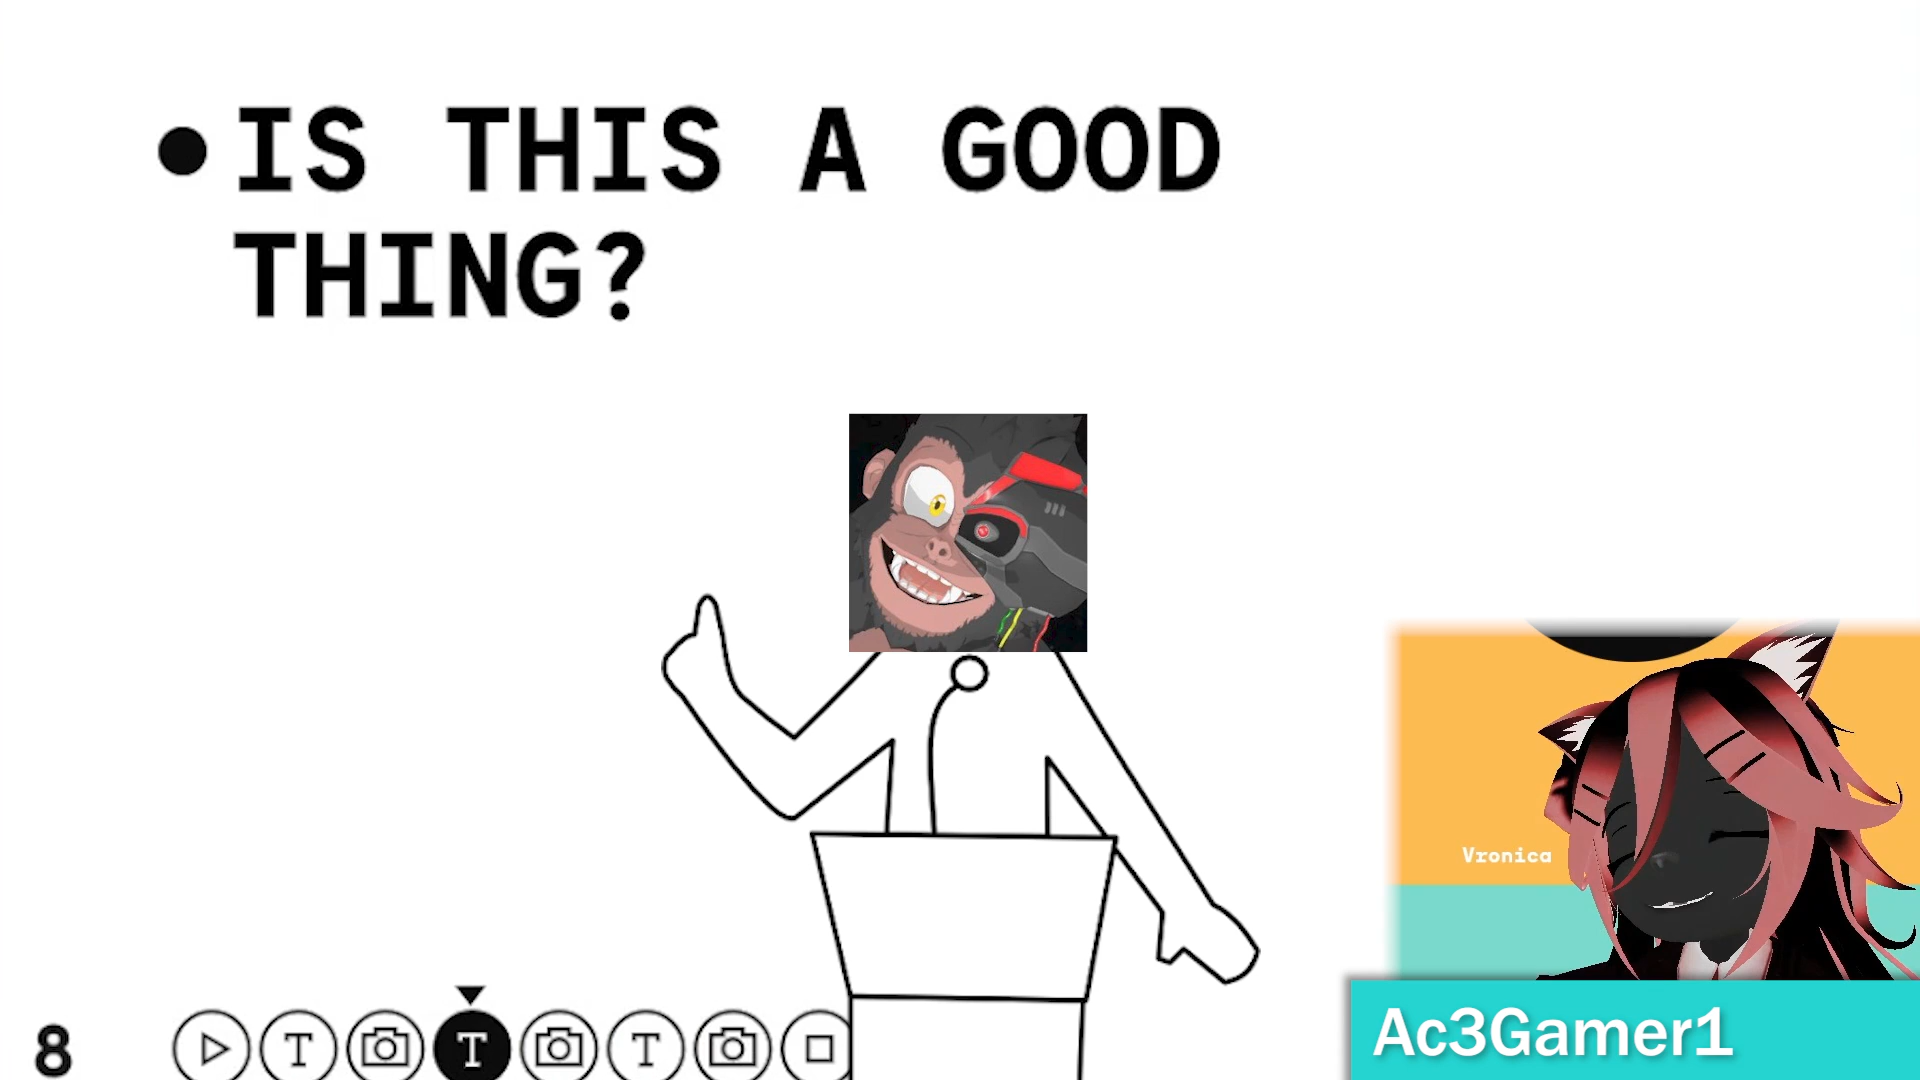 •IS THIS A GOOD
THING?
Vronica
8 T T T
Ac3Gamer1